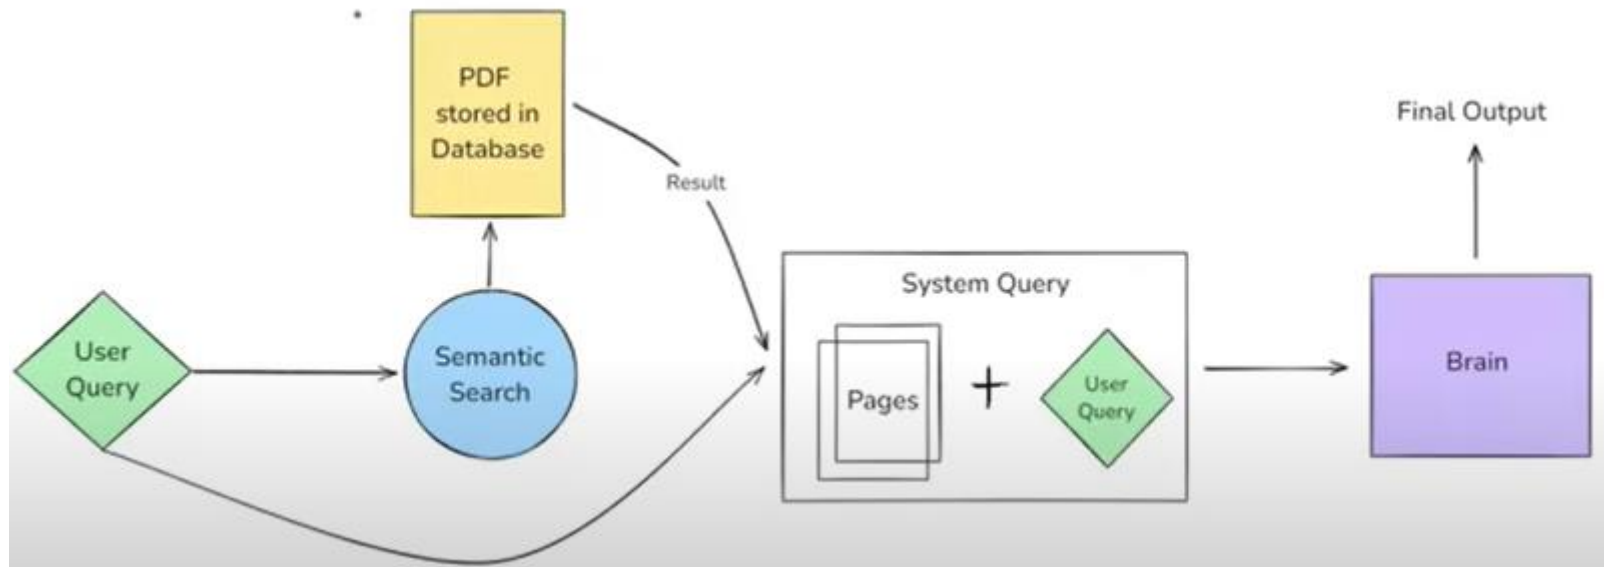 PDF
stored in
Database
Final Output
Result
System Query
User
Query
Semantic
Search
Pages
+
User
Query
Brain